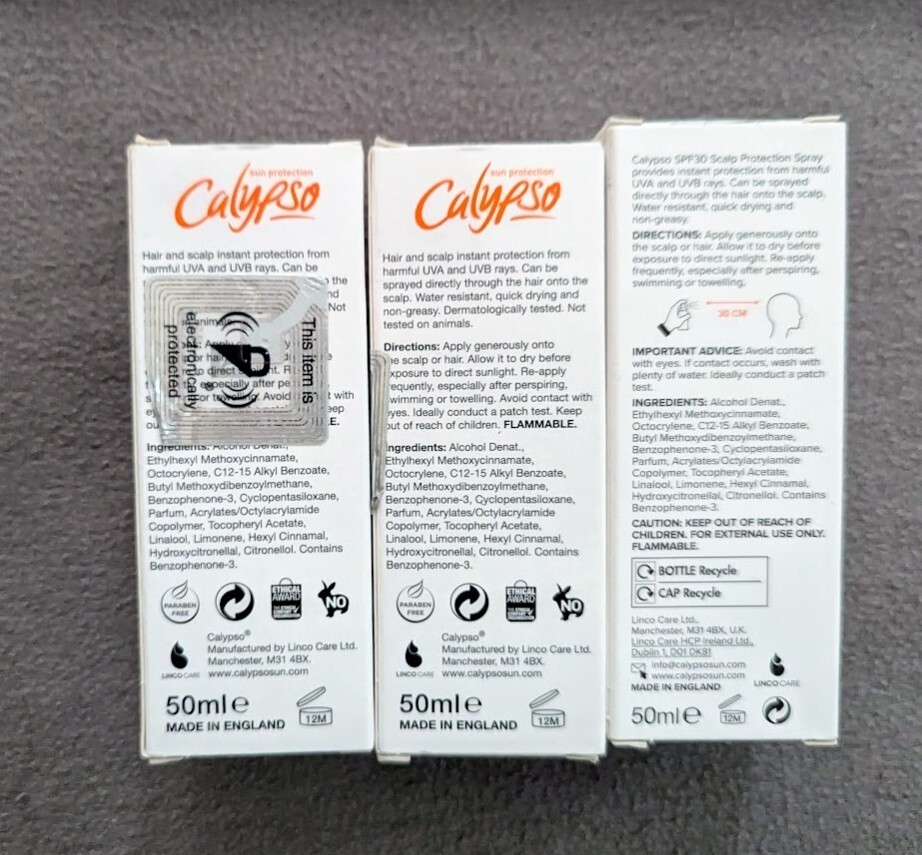 sun protection
Calypso
Hair and scalp instant protection from
harmful UVA and UVB rays. Can be
the
Not
animals
This item is
electronically
protected
especially after
or towelling. Avoid
t with
eep
E.
Ingredients: Alcohol Denat.,
Ethylhexyl Methoxycinnamate,
Octocrylene, C12-15 Alkyl Benzoate,
Butyl Methoxydibenzoylmethane,
Benzophenone-3, Cyclopentasiloxane,
Parfum, Acrylates/Octylacrylamide
Copolymer, Tocopheryl Acetate,
Linalool, Limonene, Hexyl Cinnamal,
Hydroxycitronellal, Citronellol. Contains
Benzophenone-3.
PARABEN
FREE
ETHICAL
AWARD
NO
Calypso®
Manufactured by Linco Care Ltd.
Manchester, M31 4BX.
LINCO CARE www.calypsosun.com
50ml e
MADE IN ENGLAND
12M
sun protection
Calypso
Hair and scalp instant protection from
harmful UVA and UVB rays. Can be
sprayed directly through the hair onto the
scalp. Water resistant, quick drying and
non-greasy. Dermatologically tested. Not
tested on animals.
Directions: Apply generously onto
he scalp or hair. Allow it to dry before
xposure to direct sunlight. Re-apply
equently, especially after perspiring,
wimming or towelling. Avoid contact with
yes. Ideally conduct a patch test. Keep
out of reach of children. FLAMMABLE.
Ingredients: Alcohol Denat.,
Ethylhexyl Methoxycinnamate,
Octocrylene, C12-15 Alkyl Benzoate,
Butyl Methoxydibenzoylmethane,
Benzophenone-3, Cyclopentasiloxane,
Parfum, Acrylates/Octylacrylamide
Copolymer, Tocopheryl Acetate,
Linalool, Limonene, Hexyl Cinnamal,
Hydroxycitronellal, Citronellol. Contains
Benzophenone-3.
PARABEN
FREE
ETHICAL
AWARD
NO
Calypso®
Manufactured by Linco Care Ltd.
Manchester, M31 4BX.
LINCO CARE www.calypsosun.com
50ml e
MADE IN ENGLAND
12M
Calypso SPF30 Scalp Protection Spray
provides instant protection from harmful
UVA and UVB rays. Can be sprayed
directly through the hair onto the scalp.
Water resistant, quick drying and
non-greasy.
DIRECTIONS: Apply generously onto
the scalp or hair. Allow it to dry before
exposure to direct sunlight. Re-apply
frequently, especially after perspiring,
swimming or towelling.
30 CM
IMPORTANT ADVICE: Avoid contact
with eyes. If contact occurs, wash with
plenty of water. Ideally conduct a patch
test.
INGREDIENTS: Alcohol Denat.,
Ethylhexyl Methoxycinnamate,
Octocrylene, C12-15 Alkyl Benzoate,
Butyl Methoxydibenzoylmethane,
Benzophenone-3, Cyclopentasiloxane,
Parfum, Acrylates/Octylacrylamide
Copolymer, Tocopheryl Acetate,
Linalool, Limonene, Hexyl Cinnamal,
Hydroxycitronellal, Citronellol. Contains
Benzophenone-3.
CAUTION: KEEP OUT OF REACH OF
CHILDREN. FOR EXTERNAL USE ONLY.
FLAMMABLE.
BOTTLE Recycle
CAP Recycle
Linco Care Ltd.,
Manchester, M31 4BX, U.K.
Linco Care HCP Ireland Ltd.,
Dublin 1, D01 DK81
info@calypsosun.com
www.calypsosun.com
MADE IN ENGLAND
LINCO CARE
50ml e
12M